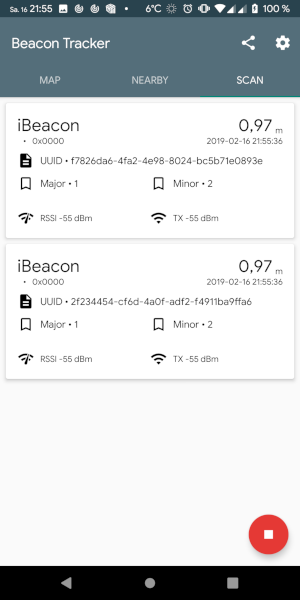 Sa. 16 21:55 6°C 100 %
Beacon Tracker
MAP NEARBY SCAN
iBeacon 0,97 m
• 0x0000 2019-02-16 21:55:36
UUID • f7826da6-4fa2-4e98-8024-bc5b71e0893e
Major • 1 Minor • 2
RSSI -55 dBm TX -55 dBm
iBeacon 0,97 m
• 0x0000 2019-02-16 21:55:36
UUID • 2f234454-cf6d-4a0f-adf2-f4911ba9ffa6
Major • 1 Minor • 2
RSSI -55 dBm TX -55 dBm